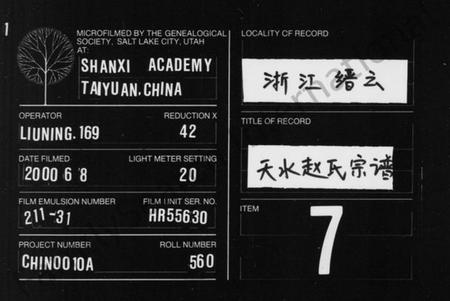 1
MICROFILMED BY THE GENEALOGICAL
SOCIETY, SALT LAKE CITY, UTAH
AT:
SHANXI ACADEMY
TAIYUAN.CHINA
OPERATOR REDUCTION X
LIUNING.169 42
DATE FILMED LIGHT METER SETTING
2000 6 8 20
FILM EMULSION NUMBER FILM UNIT SER. NO.
211-31 HR55630
PROJECT NUMBER ROLL NUMBER
CHINOO10A 560
LOCALITY OF RECORD
浙江缙云
TITLE OF RECORD
天水赵氏宗谱
ITEM
7